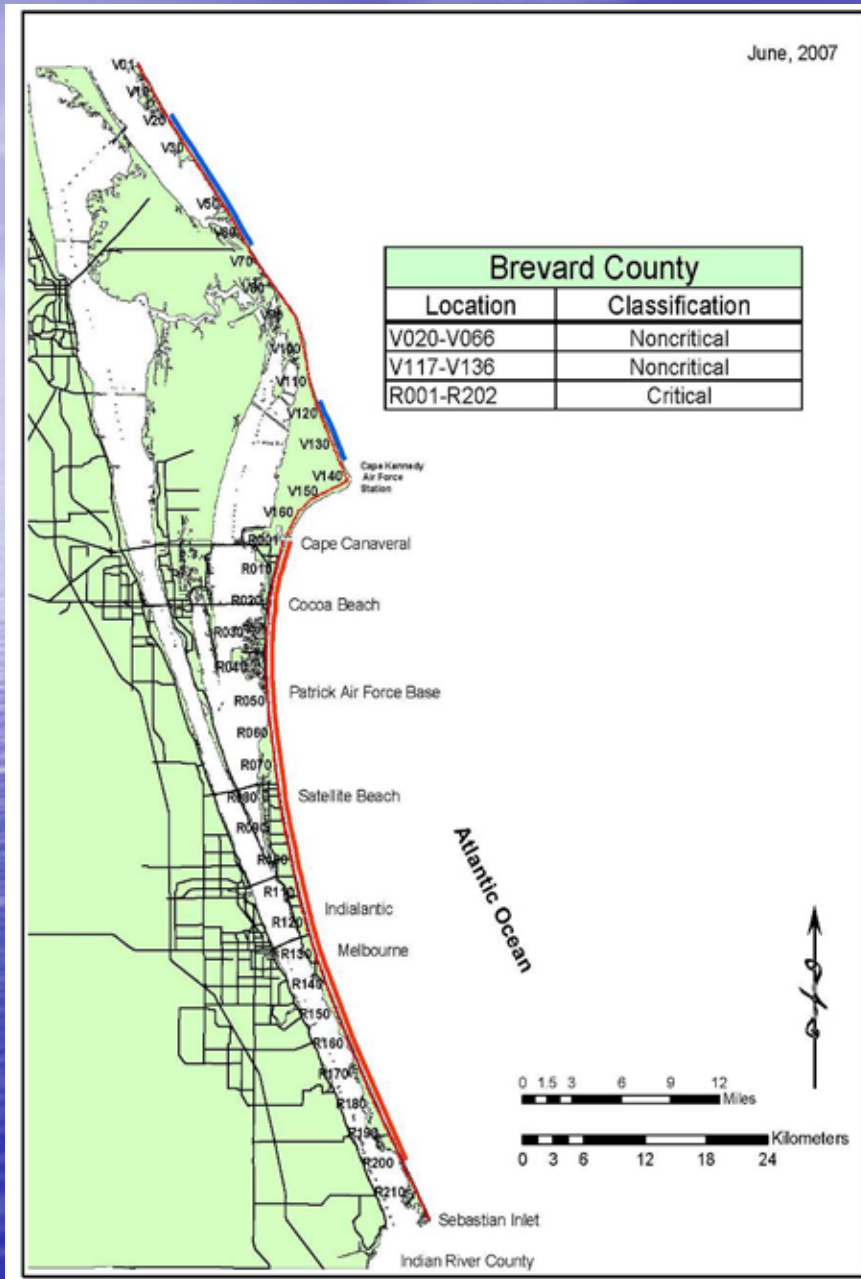 June, 2007
V01
V10
V20
V30
V50
V60
V70
V80
V100
V110
V120
V130
V140
V150
V160
Brevard County
Location Classification
V020-V066 Noncritical
V117-V136 Noncritical
R001-R202 Critical
Cape Kennedy
Air Force
Station
R001
Cape Canaveral
R010
R020
Cocoa Beach
R030
R040
R050
Patrick Air Force Base
R060
R070
R080
Satellite Beach
R090
R100
R110
Indialantic
R120
R130
Melbourne
R140
R150
R160
R170
R180
R190
R200
R210
Atlantic Ocean
0 1.5 3 6 9 12
Miles
Kilometers
0 3 6 12 18 24
Sebastian Inlet
Indian River County